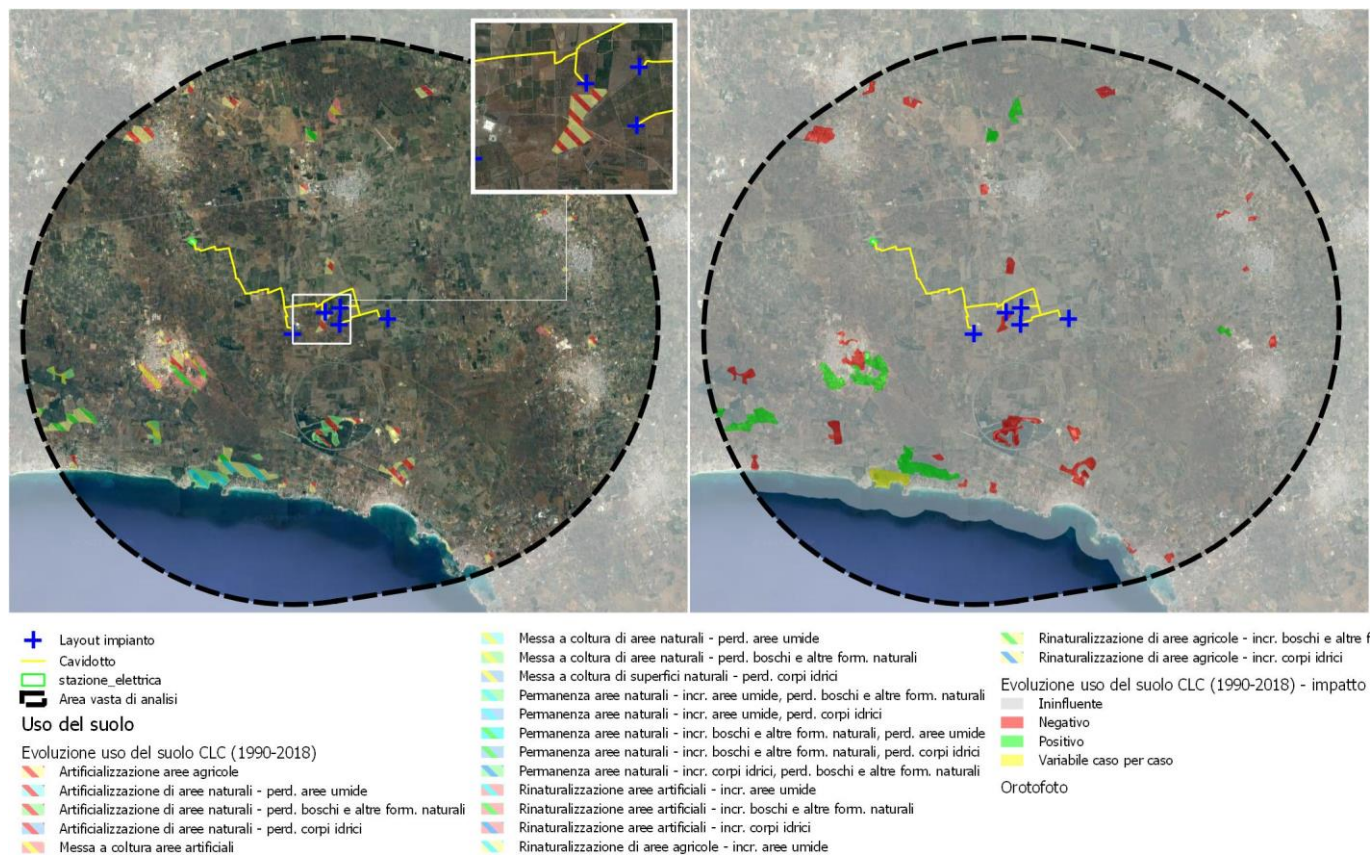 Layout impianto
Cavidotto
stazione_elettrica
Area vasta di analisi
Uso del suolo
Evoluzione uso del suolo CLC (1990-2018)
Artificializzazione aree agricole
Artificializzazione di aree naturali - perd. aree umide
Artificializzazione di aree naturali - perd. boschi e altre form. naturali
Artificializzazione di aree naturali - perd. corpi idrici
Messa a coltura aree artificiali
Messa a coltura di aree naturali - perd. aree umide
Messa a coltura di aree naturali - perd. boschi e altre form. naturali
Messa a coltura di superfici naturali - perd. corpi idrici
Permanenza aree naturali - incr. aree umide, perd. boschi e altre form. naturali
Permanenza aree naturali - incr. aree umide, perd. corpi idrici
Permanenza aree naturali - incr. boschi e altre form. naturali, perd. aree umide
Permanenza aree naturali - incr. boschi e altre form. naturali, perd. corpi idrici
Permanenza aree naturali - incr. corpi idrici, perd. boschi e altre form. naturali
Rinaturalizzazione aree artificiali - incr. aree umide
Rinaturalizzazione aree artificiali - incr. boschi e altre form. naturali
Rinaturalizzazione aree artificiali - incr. corpi idrici
Rinaturalizzazione di aree agricole - incr. aree umide
Rinaturalizzazione di aree agricole - incr. boschi e altre f
Rinaturalizzazione di aree agricole - incr. corpi idrici
Evoluzione uso del suolo CLC (1990-2018) - impatto
Ininfluente
Negativo
Positivo
Variabile caso per caso
Orotofoto